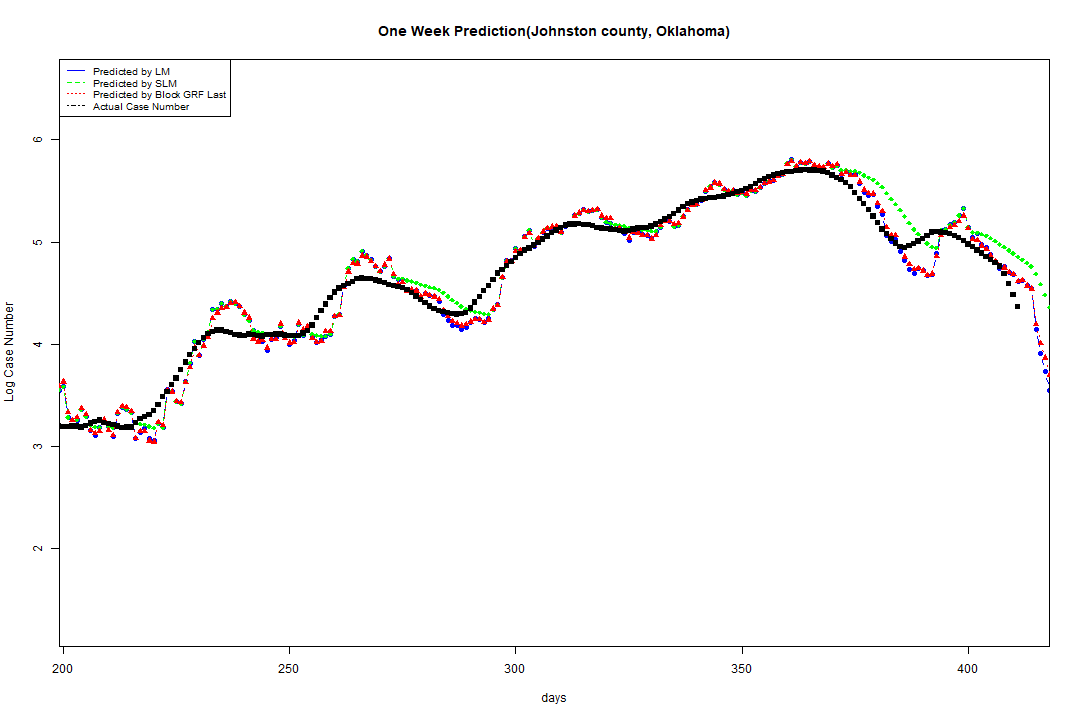 One Week Prediction(Johnston county, Oklahoma)
Predicted by LM
Predicted by SLM
Predicted by Block GRF Last
Actual Case Number
6
5
4
3
2
Log Case Number
200 250 300 350 400
days